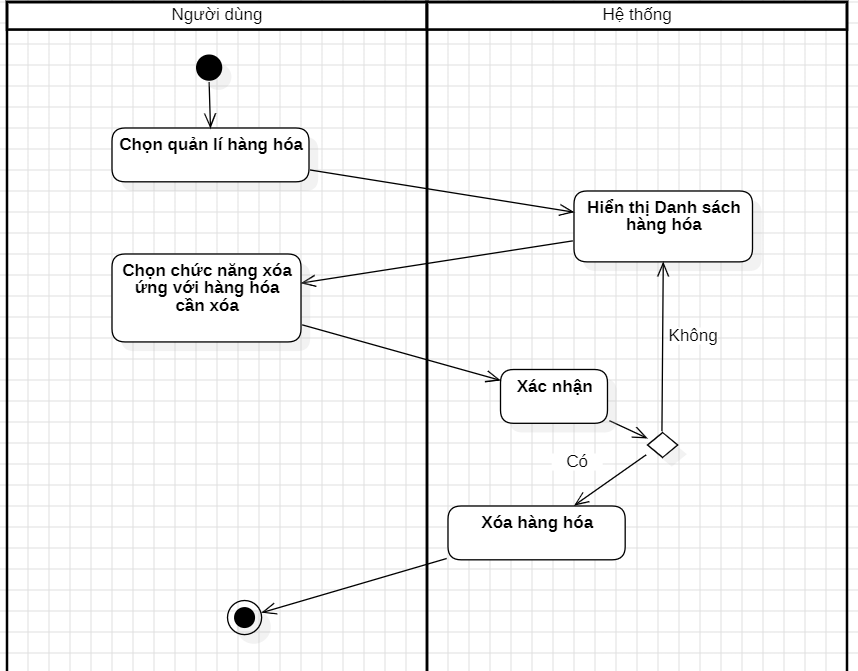 Người dùng
Hệ thống
Chọn quản lí hàng hóa
Hiển thị Danh sách
hàng hóa
Chọn chức năng xóa
ứng với hàng hóa
cần xóa
Không
Xác nhận
Có
Xóa hàng hóa